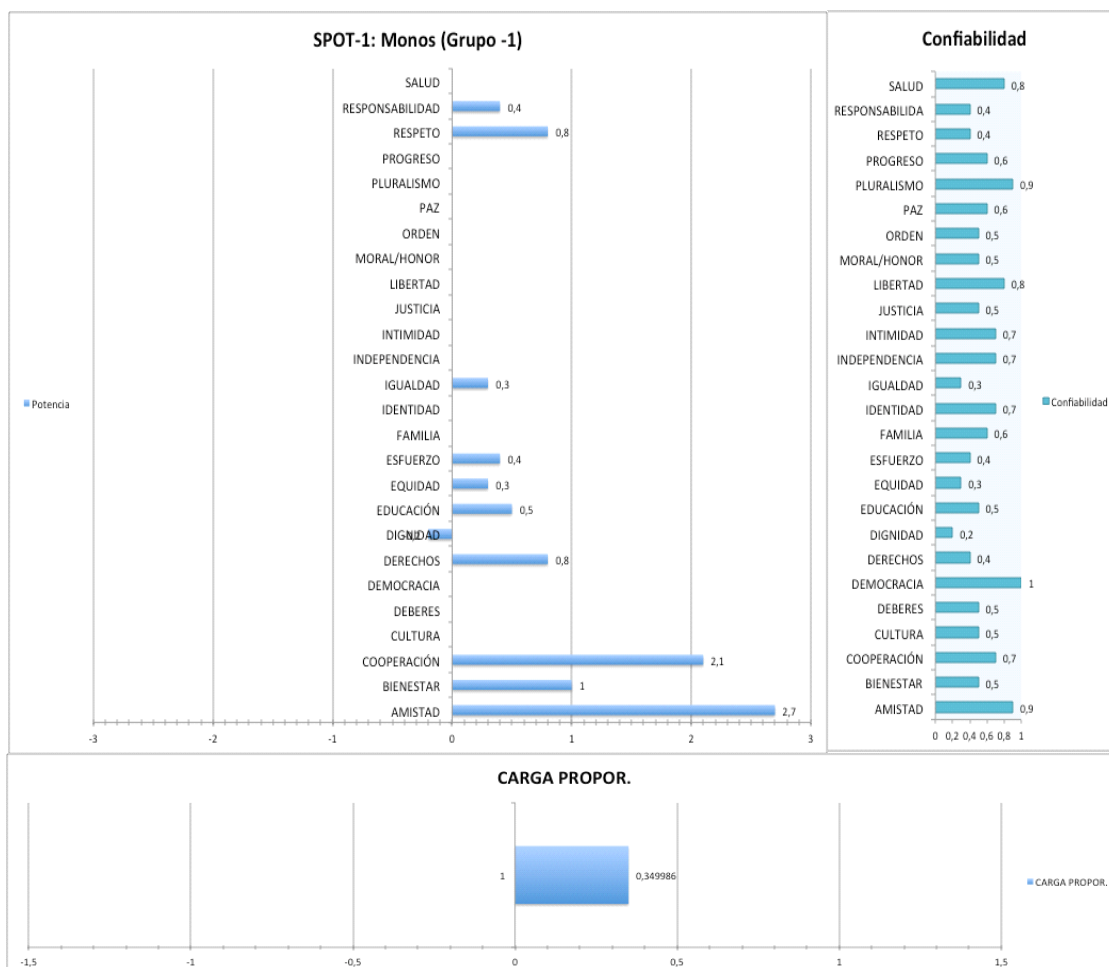 SPOT-1: Monos (Grupo -1)
SALUD
RESPONSABILIDAD 0,4
RESPETO 0,8
PROGRESO
PLURALISMO
PAZ
ORDEN
MORAL/HONOR
LIBERTAD
JUSTICIA
INTIMIDAD
INDEPENDENCIA
IGUALDAD 0,3
IDENTIDAD
FAMILIA
ESFUERZO 0,4
EQUIDAD 0,3
EDUCACIÓN 0,5
DIGNIDAD -0,2
DERECHOS 0,8
DEMOCRACIA
DEBERES
CULTURA
COOPERACIÓN 2,1
BIENESTAR 1
AMISTAD 2,7
-3 -2 -1 0 1 2 3
Potencia
Confiabilidad
SALUD 0,8
RESPONSABILIDA 0,4
RESPETO 0,4
PROGRESO 0,6
PLURALISMO 0,9
PAZ 0,6
ORDEN 0,5
MORAL/HONOR 0,5
LIBERTAD 0,8
JUSTICIA 0,5
INTIMIDAD 0,7
INDEPENDENCIA 0,7
IGUALDAD 0,3
IDENTIDAD 0,7
FAMILIA 0,6
ESFUERZO 0,4
EQUIDAD 0,3
EDUCACIÓN 0,5
DIGNIDAD 0,2
DERECHOS 0,4
DEMOCRACIA 1
DEBERES 0,5
CULTURA 0,5
COOPERACIÓN 0,7
BIENESTAR 0,5
AMISTAD 0,9
0 0,2 0,4 0,6 0,8 1
Confiabilidad
CARGA PROPOR.
1 0,349986
CARGA PROPOR.
-1,5 -1 -0,5 0 0,5 1 1,5